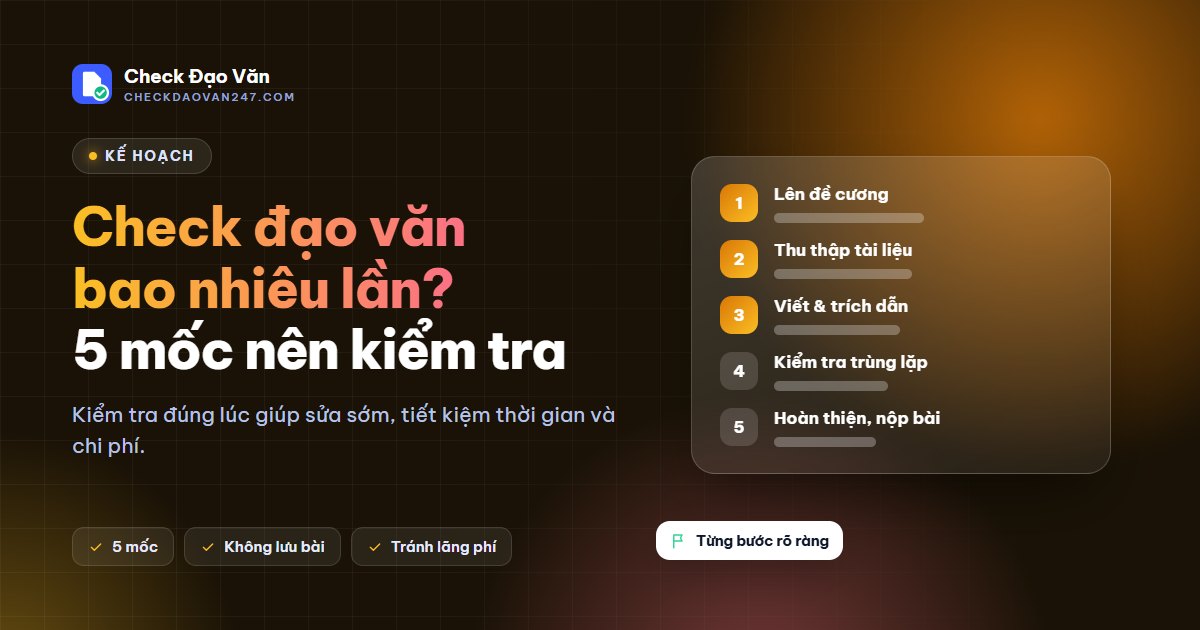 Check Đạo Văn
CHECKDAOVAN247.COM
KẾ HOẠCH
Check đạo văn
bao nhiêu lần?
5 mốc nên kiểm tra
Kiểm tra đúng lúc giúp sửa sớm, tiết kiệm thời gian và
chi phí.
5 mốc
Không lưu bài
Tránh lãng phí
1 Lên đề cương
2 Thu thập tài liệu
3 Viết & trích dẫn
4 Kiểm tra trùng lặp
5 Hoàn thiện, nộp bài
Từng bước rõ ràng